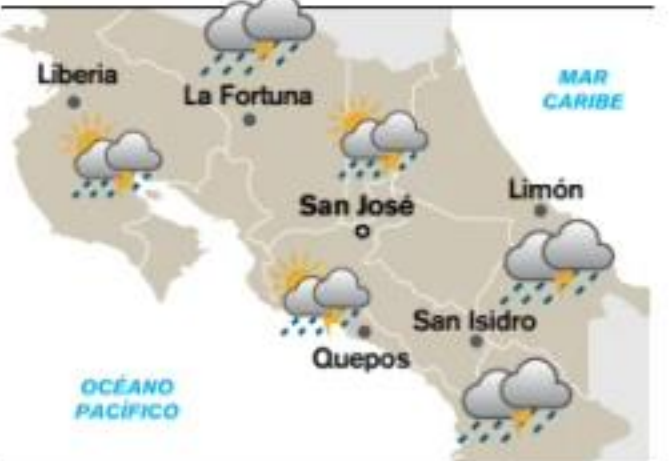 Liberia
La Fortuna
MAR
CARIBE
San José
Limón
San Isidro
Quepos
OCÉANO
PACÍFICO